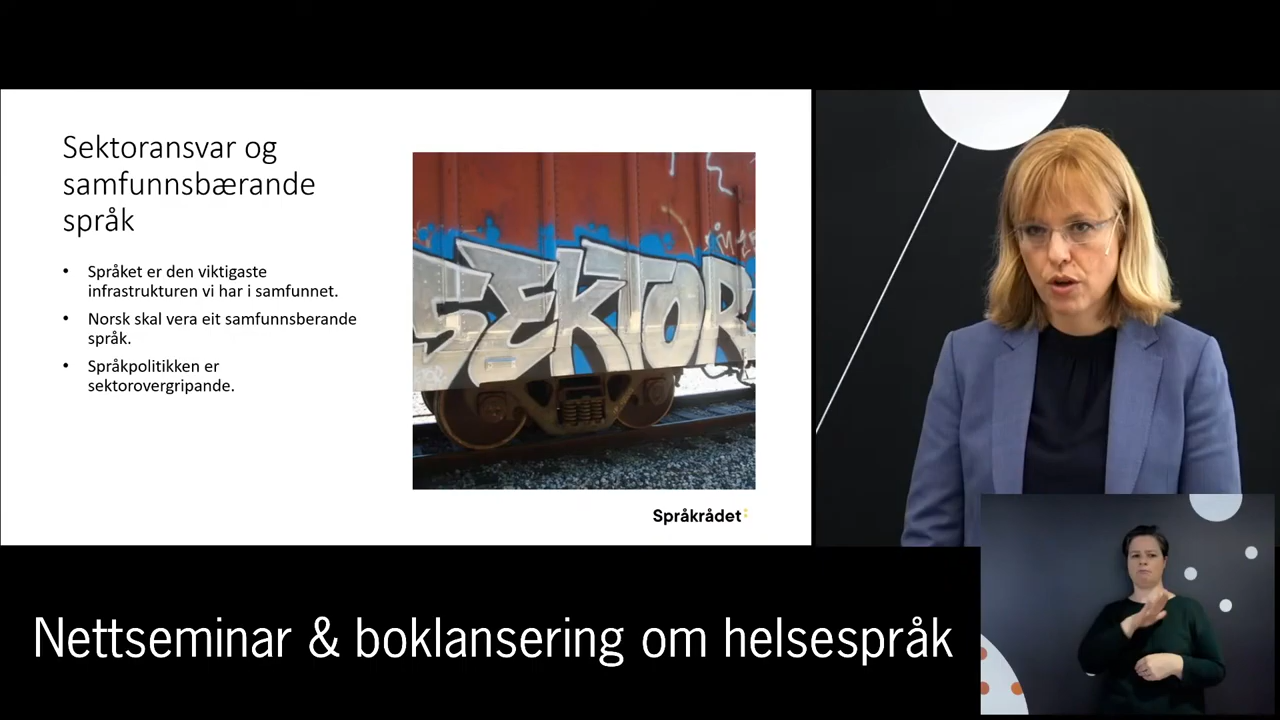 Sektoransvar og
samfunnsbærande
språk
• Språket er den viktigaste
infrastrukturen vi har i samfunnet.
• Norsk skal vera eit samfunnsberande
språk.
• Språkpolitikken er
sektorovergripande.
SEKTOR
Språkrådet
Nettseminar & boklansering om helsespråk